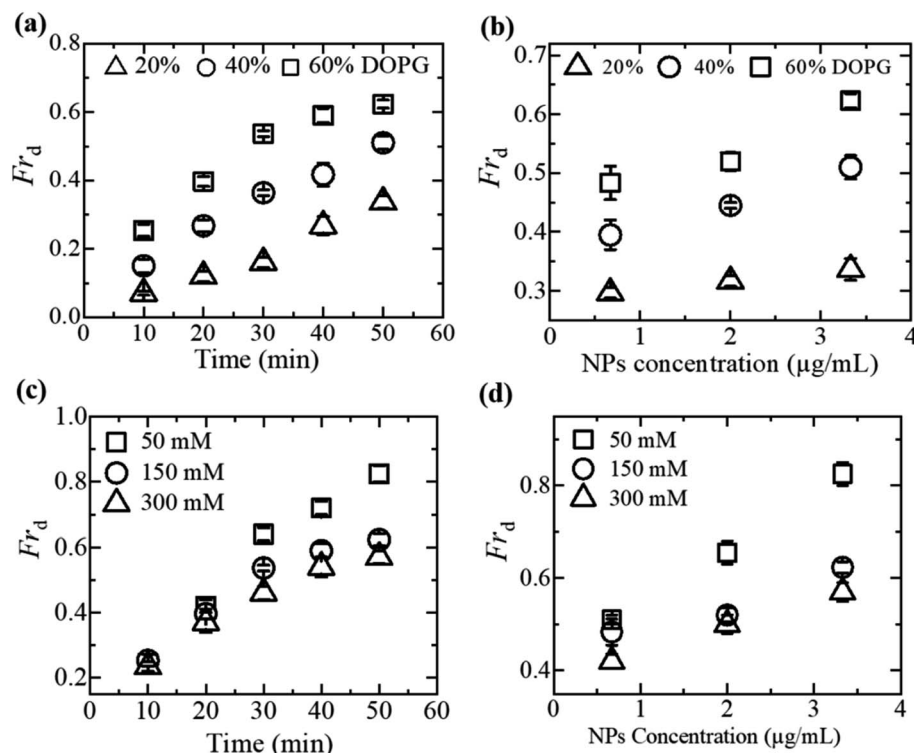 (a)
0.8
0.6
0.4
0.2
0.0
20% 40% 60% DOPG
Frd
0 10 20 30 40 50 60
Time (min)
(b)
0.7
0.6
0.5
0.4
0.3
20% 40% 60% DOPG
Frd
0 1 2 3 4
NPs concentration (µg/mL)
(c)
1.0
0.8
0.6
0.4
0.2
50 mM
150 mM
300 mM
Frd
0 10 20 30 40 50 60
Time (min)
(d)
0.8
0.6
0.4
50 mM
150 mM
300 mM
Frd
0 1 2 3 4
NPs Concentration (µg/mL)